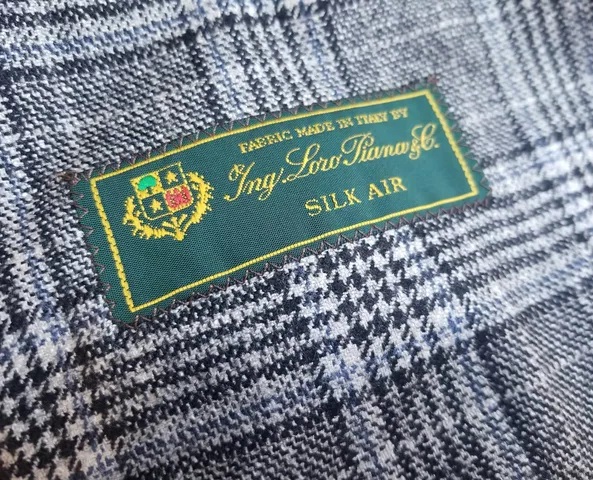 FABRIC MADE IN ITALY BY
Ing. Loro Piana & C.
SILK AIR